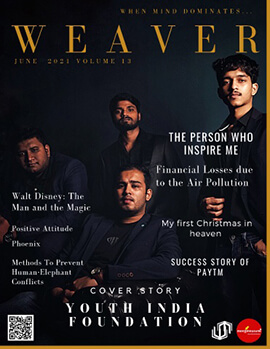 WHEN MIND DOMINATES...
WEAVER
JUNE 2021 VOLUME 13
THE PERSON WHO
INSPIRE ME
Financial Losses due
to the Air Pollution
Walt Disney: The
Man and the Magic
My first Christmas in
heaven
Positive Attitude
Phoenix
Methods To Prevent
Human-Elephant
Conflicts
SUCCESS STORY OF
PAYTM
COVER STORY
YOUTH INDIA
FOUNDATION